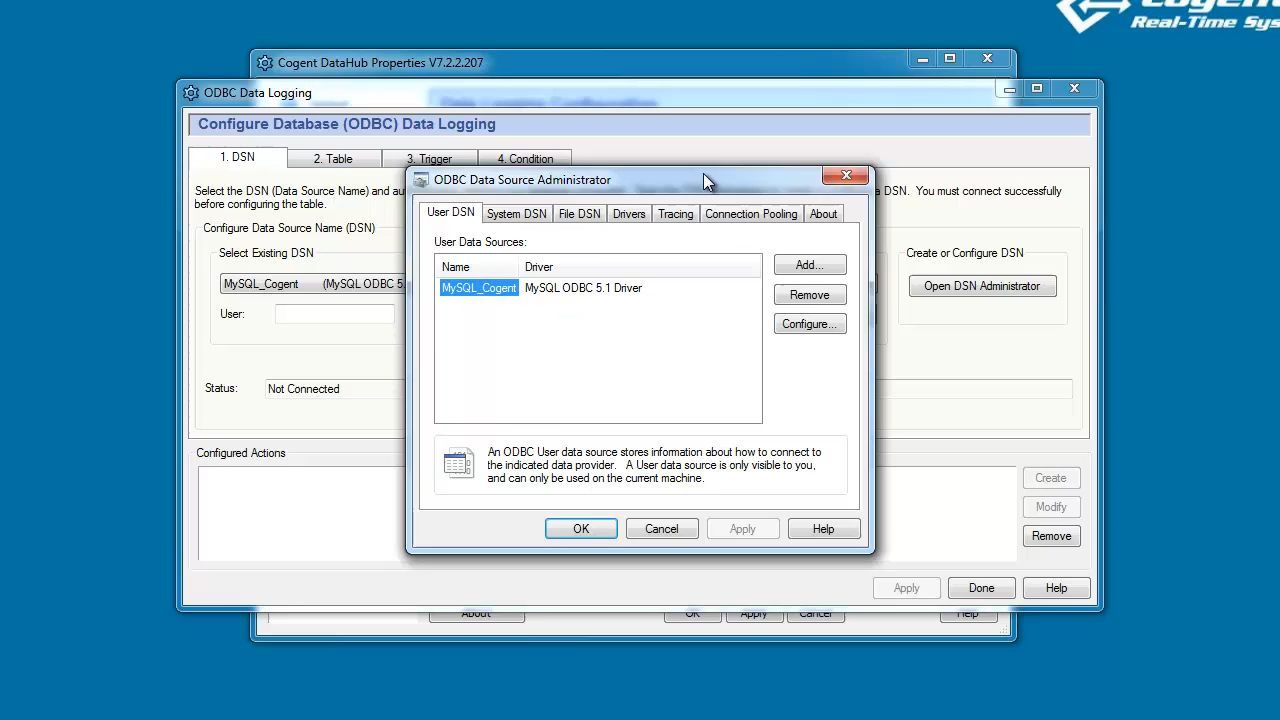 Real-Time Sys
Cogent DataHub Properties V7.2.2.207
ODBC Data Logging
Data Logging Configuration
Configure Database (ODBC) Data Logging
1. DSN
2. Table
3. Trigger
4. Condition
Select the DSN (Data Source Name) and au
a DSN. You must connect successfully
before configuring the table.
Configure Data Source Name (DSN)
Select Existing DSN
MySQL_Cogent (MySQL ODBC 5.
User:
Status:
Not Connected
Create or Configure DSN
Open DSN Administrator
ODBC Data Source Administrator
User DSN
System DSN
File DSN
Drivers
Tracing
Connection Pooling
About
User Data Sources:
Name
Driver
MySQL_Cogent
MySQL ODBC 5.1 Driver
Add...
Remove
Configure...
An ODBC User data source stores information about how to connect to
the indicated data provider. A User data source is only visible to you,
and can only be used on the current machine.
OK
Cancel
Apply
Help
Configured Actions
Create
Modify
Remove
Apply
Done
Help
About
OK
Apply
Cancel
Help